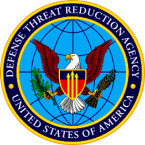 DEFENSE THREAT REDUCTION AGENCY
UNITED STATES OF AMERICA